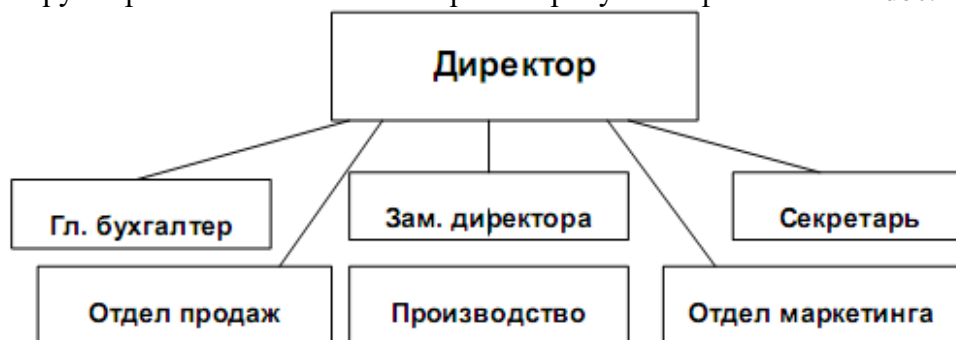 Директор
Гл. бухгалтер
Зам. директора
Секретарь
Отдел продаж
Производство
Отдел маркетинга